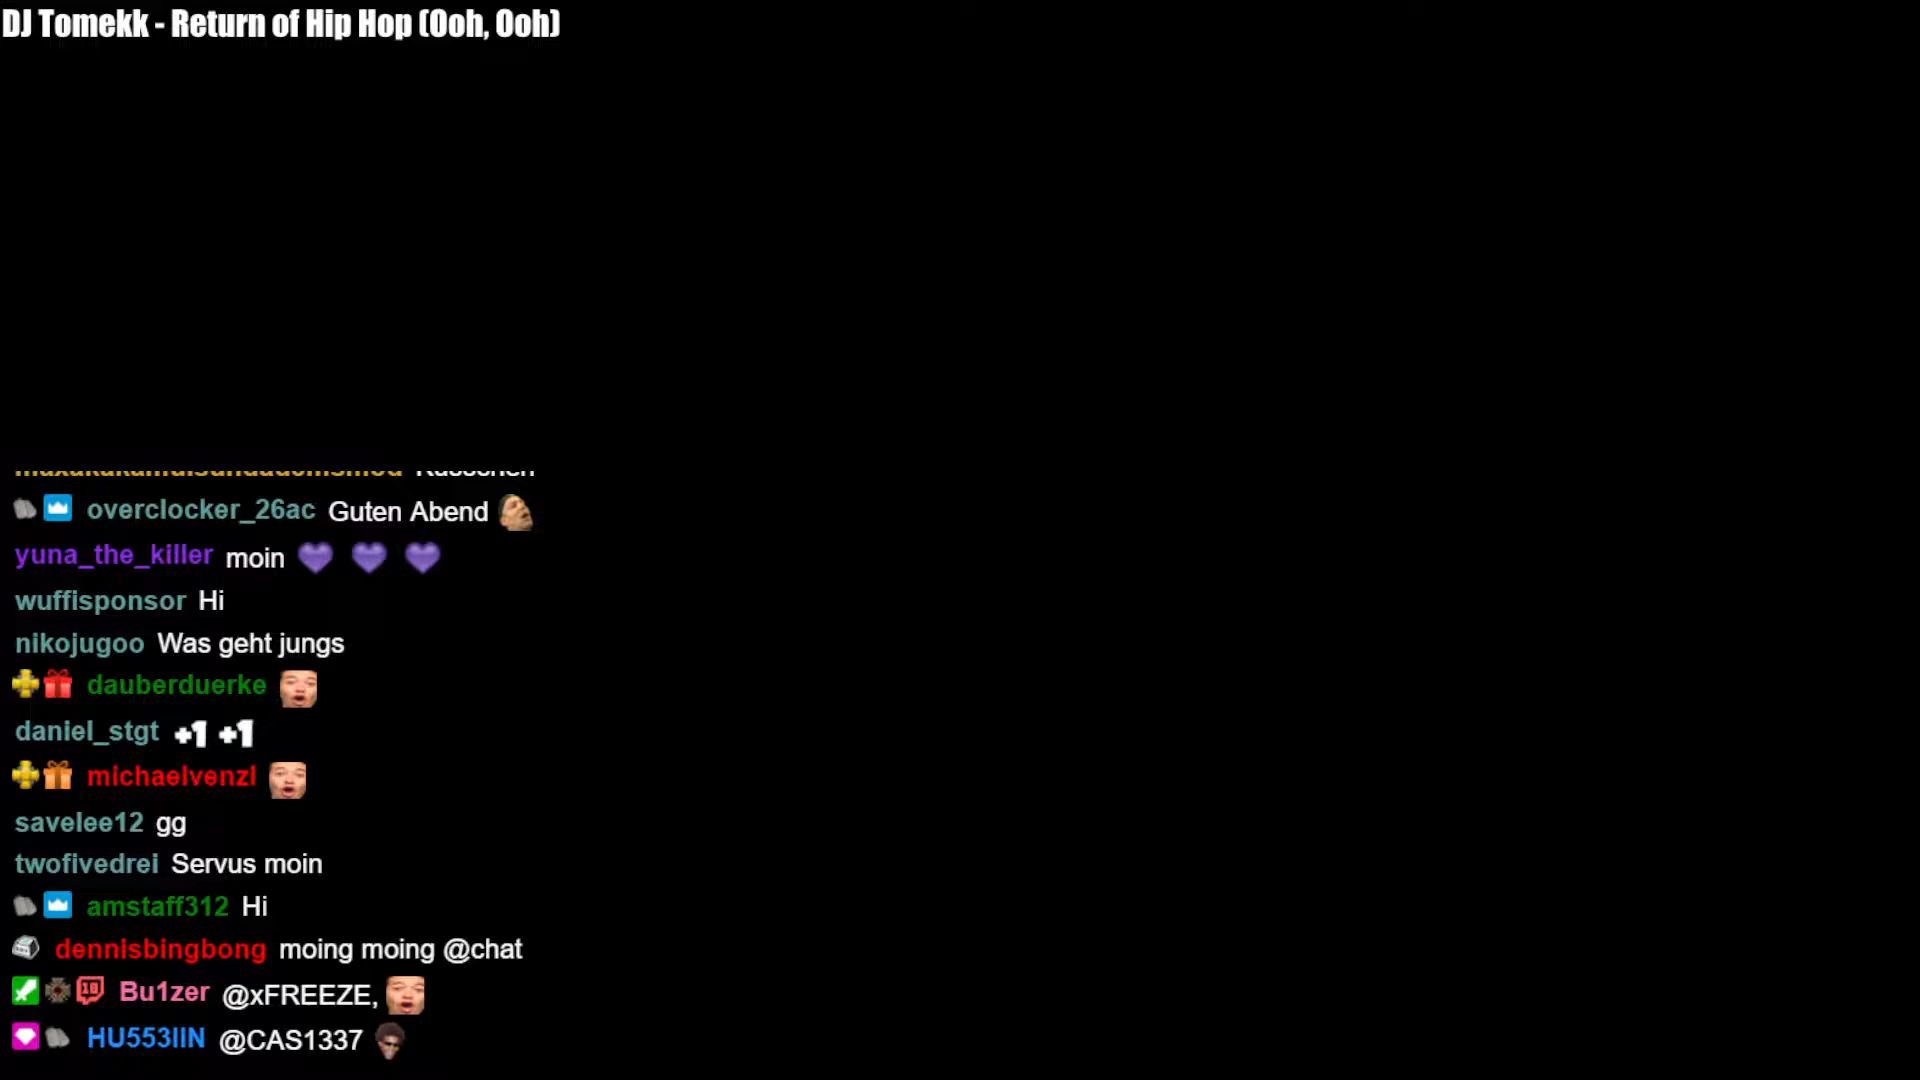 DJ Tomekk - Return of Hip Hop (Ooh, Ooh)
overclocker_26ac Guten Abend
yuna_the_killer moin
wuffisponsor Hi
nikojugoo Was geht jungs
dauberduerke
daniel_stgt +1 +1
michaelvenzl
savelee12 gg
twofivedrei Servus moin
amstaff312 Hi
dennisbingbong moing moing @chat
Bu1zer @xFREEZE,
HU553IIN @CAS1337